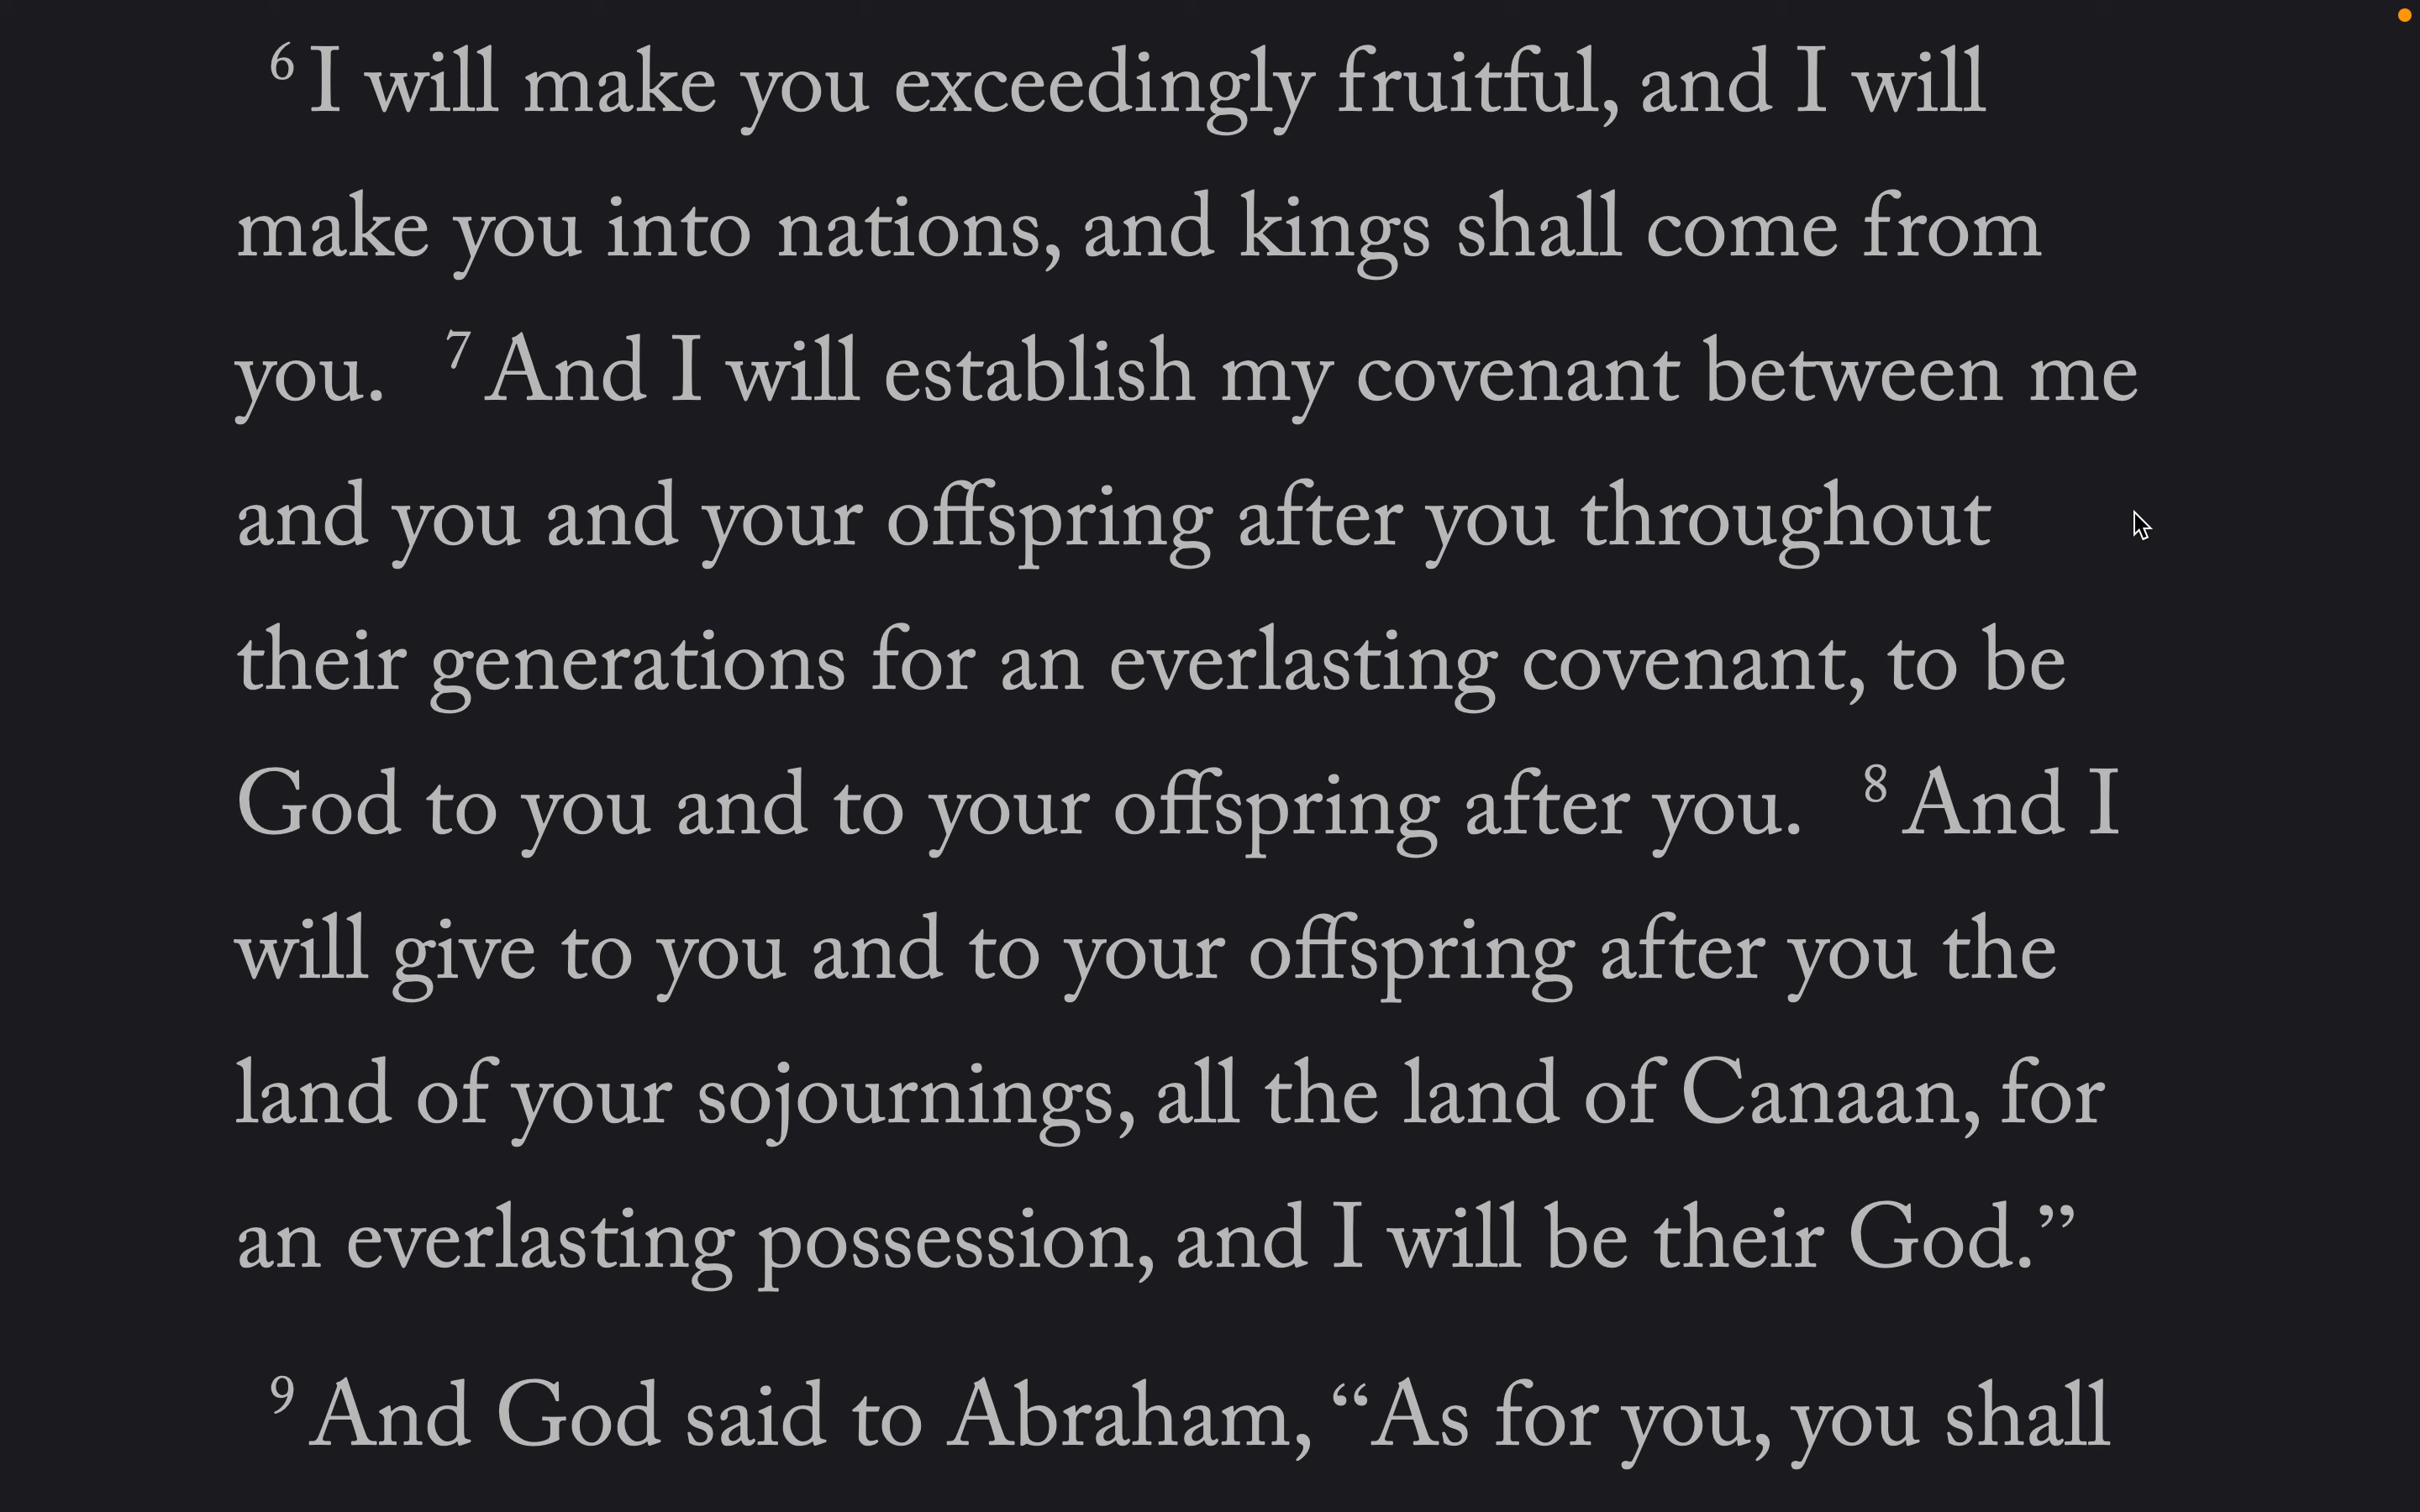 6 I will make you exceedingly fruitful, and I will
make you into nations, and kings shall come from
you. 7 And I will establish my covenant between me
and you and your offspring after you throughout
their generations for an everlasting covenant, to be
God to you and to your offspring after you. 8 And I
will give to you and to your offspring after you the
land of your sojournings, all the land of Canaan, for
an everlasting possession, and I will be their God.”
9 And God said to Abraham, “As for you, you shall